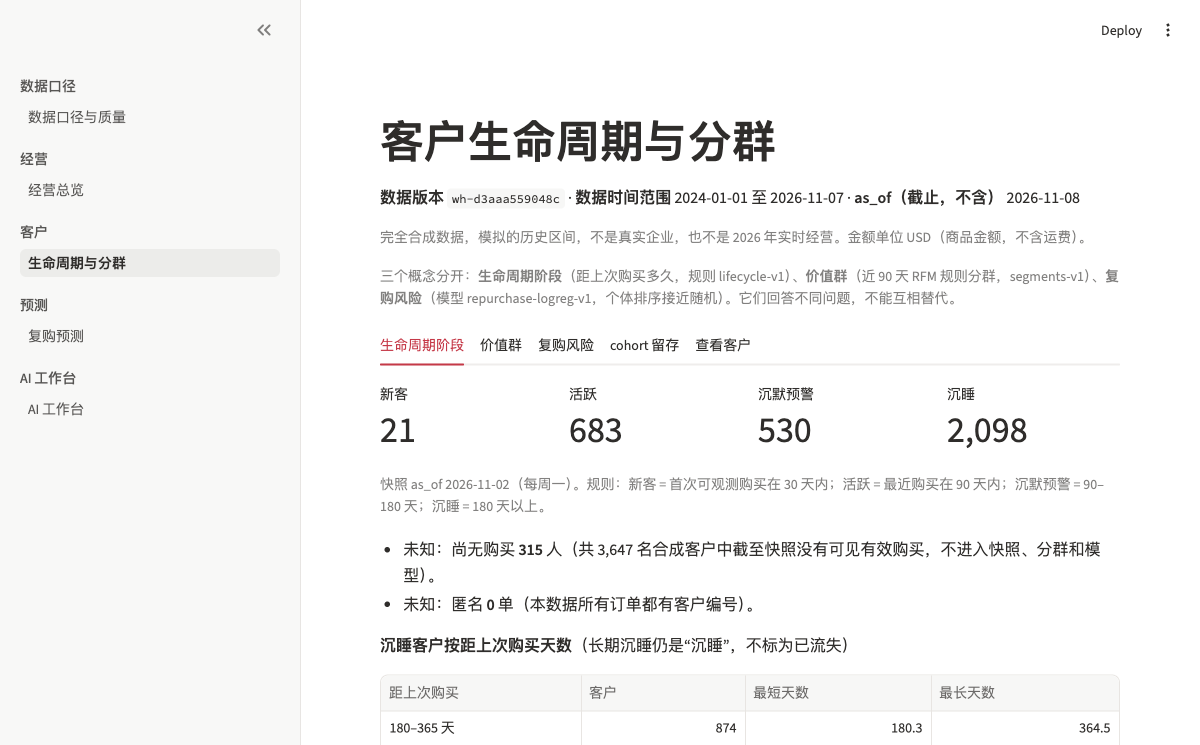 Deploy
数据口径
数据口径与质量
经营
经营总览
客户
生命周期与分群
预测
复购预测
AI 工作台
AI 工作台
客户生命周期与分群
数据版本 wh-d3aaa559048c · 数据时间范围 2024-01-01 至 2026-11-07 · as_of（截止，不含） 2026-11-08
完全合成数据，模拟的历史区间，不是真实企业，也不是 2026 年实时经营。金额单位 USD（商品金额，不含运费）。
三个概念分开：生命周期阶段（距上次购买多久，规则 lifecycle-v1）、价值群（近 90 天 RFM 规则分群，segments-v1）、复
购风险（模型 repurchase-logreg-v1，个体排序接近随机）。它们回答不同问题，不能互相替代。
生命周期阶段 价值群 复购风险 cohort 留存 查看客户
新客 活跃 沉默预警 沉睡
21 683 530 2,098
快照 as_of 2026-11-02（每周一）。规则：新客 = 首次可观测购买在 30 天内；活跃 = 最近购买在 90 天内；沉默预警 = 90–
180 天；沉睡 = 180 天以上。
• 未知：尚无购买 315 人（共 3,647 名合成客户中截至快照没有可见有效购买，不进入快照、分群和模
型）。
• 未知：匿名 0 单（本数据所有订单都有客户编号）。
沉睡客户按距上次购买天数（长期沉睡仍是“沉睡”，不标为已流失）
距上次购买 客户 最短天数 最长天数
180–365 天 874 180.3 364.5